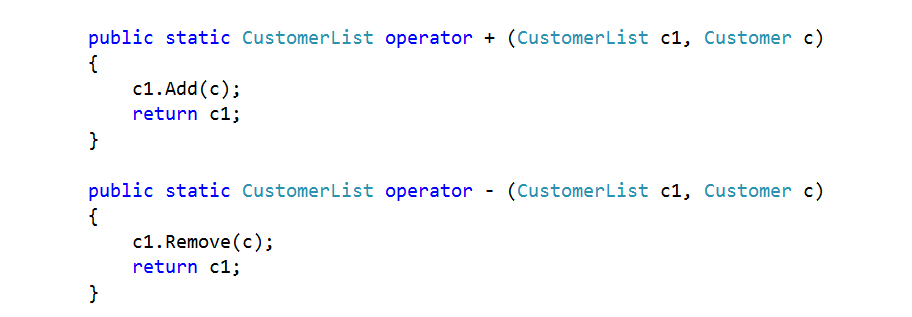 public static CustomerList operator + (CustomerList c1, Customer c)
{
    c1.Add(c);
    return c1;
}
public static CustomerList operator - (CustomerList c1, Customer c)
{
    c1.Remove(c);
    return c1;
}